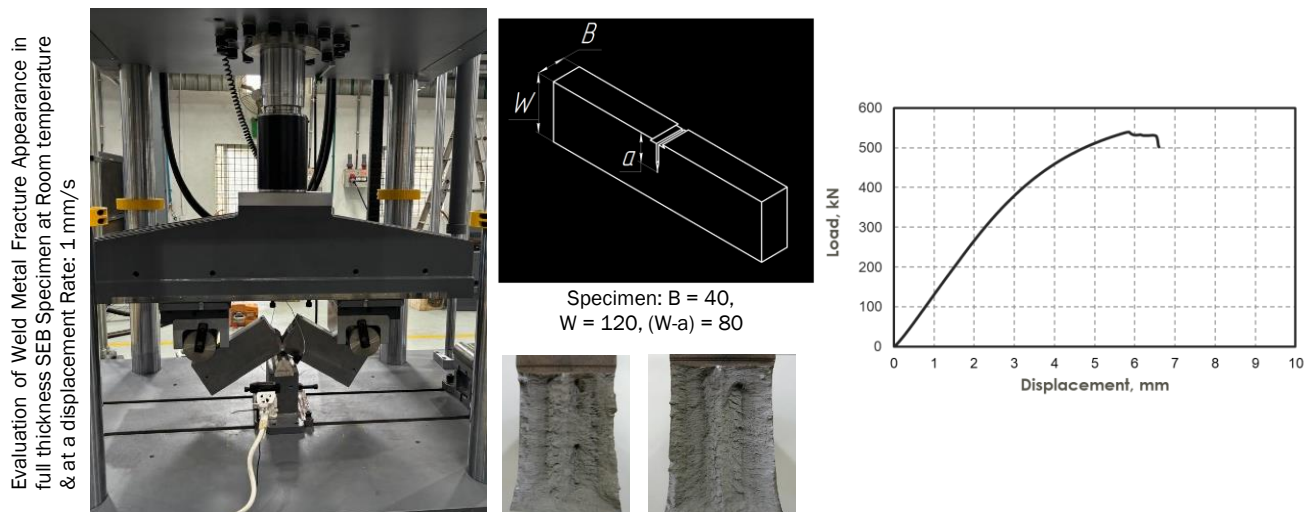 Evaluation of Weld Metal Fracture Appearance in
full thickness SEB Specimen at Room temperature
& at a displacement Rate: 1 mm/s
B
W
a
Specimen: B = 40,
W = 120, (W-a) = 80
600
500
400
300
200
100
0
Load, kN
0 1 2 3 4 5 6 7 8 9 10
Displacement, mm